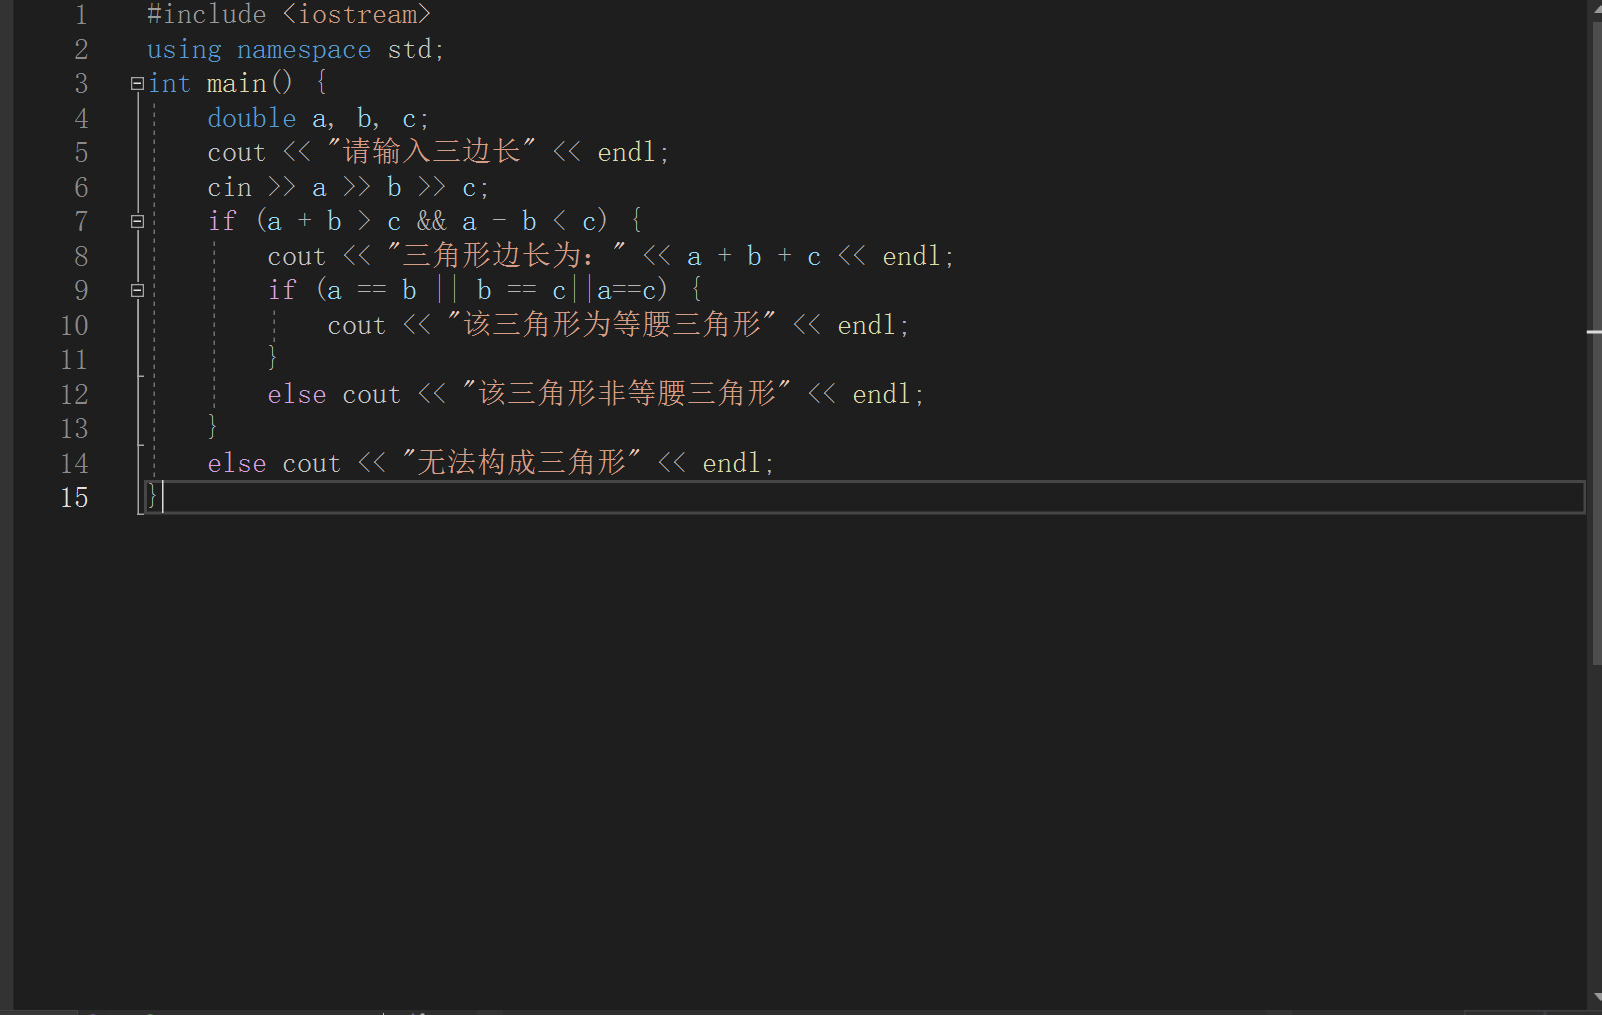 1 #include <iostream>
2 using namespace std;
3 int main() {
4 double a, b, c;
5 cout << "请输入三边长" << endl;
6 cin >> a >> b >> c;
7 if (a + b > c && a - b < c) {
8 cout << "三角形边长为：" << a + b + c << endl;
9 if (a == b || b == c||a==c) {
10 cout << "该三角形为等腰三角形" << endl;
11 }
12 else cout << "该三角形非等腰三角形" << endl;
13 }
14 else cout << "无法构成三角形" << endl;
15 }